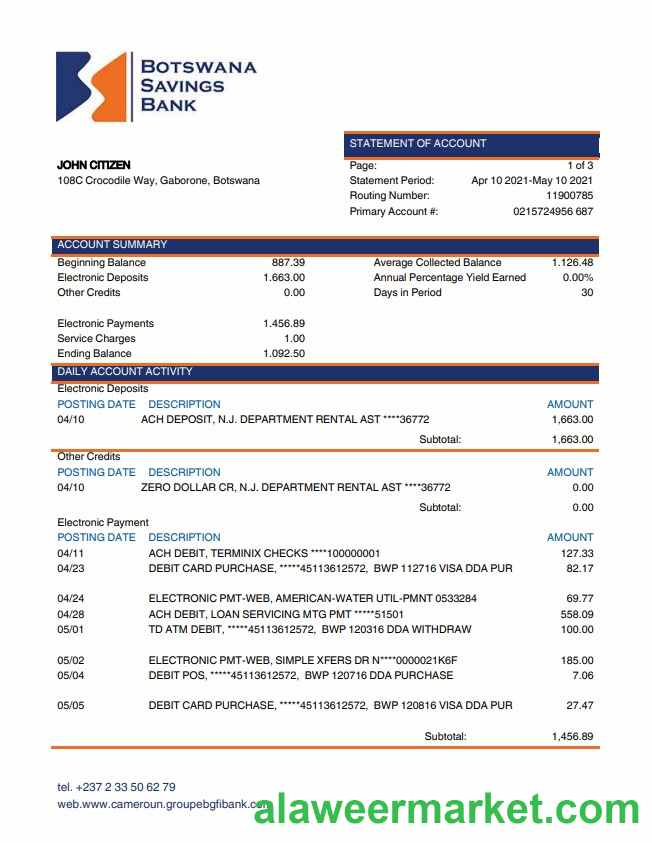 BOTSWANA
SAVINGS
BANK
STATEMENT OF ACCOUNT
JOHN CITIZEN
108C Crocodile Way, Gaborone, Botswana
Page: 1 of 3
Statement Period: Apr 10 2021-May 10 2021
Routing Number: 11900785
Primary Account #: 0215724956 687
ACCOUNT SUMMARY
Beginning Balance 887.39 Average Collected Balance 1.126.48
Electronic Deposits 1.663.00 Annual Percentage Yield Earned 0.00%
Other Credits 0.00 Days in Period 30
Electronic Payments 1.456.89
Service Charges 1.00
Ending Balance 1.092.50
DAILY ACCOUNT ACTIVITY
Electronic Deposits
POSTING DATE DESCRIPTION AMOUNT
04/10 ACH DEPOSIT, N.J. DEPARTMENT RENTAL AST ****36772 1,663.00
Subtotal: 1,663.00
Other Credits
POSTING DATE DESCRIPTION AMOUNT
04/10 ZERO DOLLAR CR, N.J. DEPARTMENT RENTAL AST ****36772 0.00
Subtotal: 0.00
Electronic Payment
POSTING DATE DESCRIPTION AMOUNT
04/11 ACH DEBIT, TERMINIX CHECKS ****100000001 127.33
04/23 DEBIT CARD PURCHASE, *****45113612572, BWP 112716 VISA DDA PUR 82.17
04/24 ELECTRONIC PMT-WEB, AMERICAN-WATER UTIL-PMNT 0533284 69.77
04/28 ACH DEBIT, LOAN SERVICING MTG PMT *****51501 558.09
05/01 TD ATM DEBIT, *****45113612572, BWP 120316 DDA WITHDRAW 100.00
05/02 ELECTRONIC PMT-WEB, SIMPLE XFERS DR N****0000021K6F 185.00
05/04 DEBIT POS, *****45113612572, BWP 120716 DDA PURCHASE 7.06
05/05 DEBIT CARD PURCHASE, *****45113612572, BWP 120816 VISA DDA PUR 27.47
Subtotal: 1,456.89
tel. +237 2 33 50 62 79
web.www.cameroun.groupebgfibank.com
alaweermarket.com